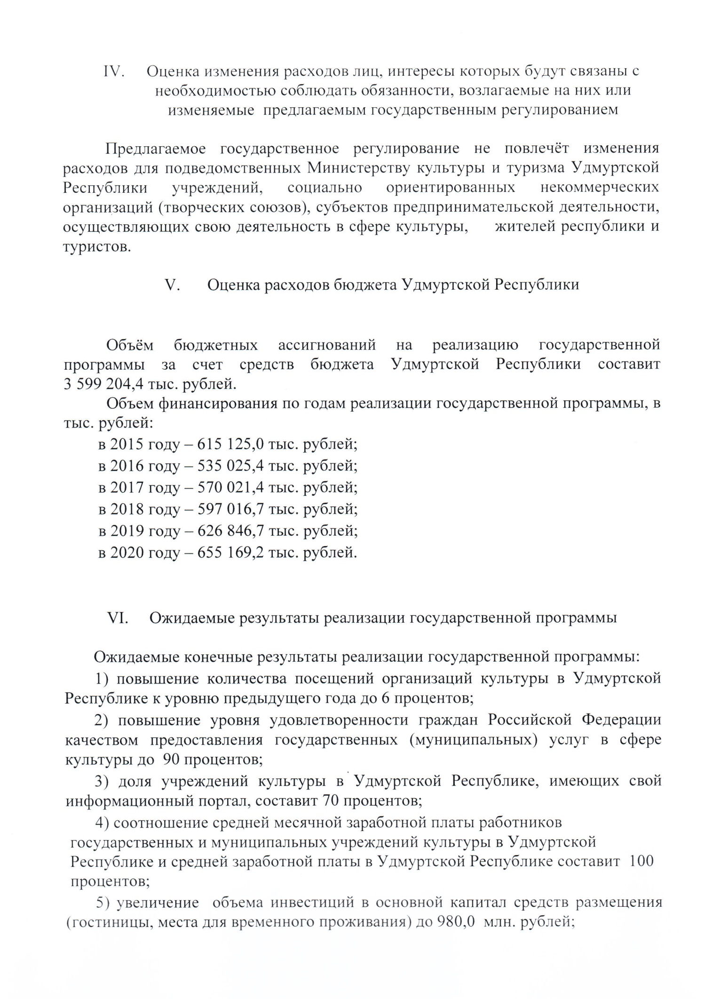 IV. Оценка изменения расходов лиц, интересы которых будут связаны с
необходимостью соблюдать обязанности, возлагаемые на них или
изменяемые предлагаемым государственным регулированием
Предлагаемое государственное регулирование не повлечёт изменения
расходов для подведомственных Министерству культуры и туризма Удмуртской
Республики учреждений, социально ориентированных некоммерческих
организаций (творческих союзов), субъектов предпринимательской деятельности,
осуществляющих свою деятельность в сфере культуры, жителей республики и
туристов.
V. Оценка расходов бюджета Удмуртской Республики
Объём бюджетных ассигнований на реализацию государственной
программы за счет средств бюджета Удмуртской Республики составит
3 599 204,4 тыс. рублей.
Объем финансирования по годам реализации государственной программы, в
тыс. рублей:
в 2015 году – 615 125,0 тыс. рублей;
в 2016 году – 535 025,4 тыс. рублей;
в 2017 году – 570 021,4 тыс. рублей;
в 2018 году – 597 016,7 тыс. рублей;
в 2019 году – 626 846,7 тыс. рублей;
в 2020 году – 655 169,2 тыс. рублей.
VI. Ожидаемые результаты реализации государственной программы
Ожидаемые конечные результаты реализации государственной программы:
1) повышение количества посещений организаций культуры в Удмуртской
Республике к уровню предыдущего года до 6 процентов;
2) повышение уровня удовлетворенности граждан Российской Федерации
качеством предоставления государственных (муниципальных) услуг в сфере
культуры до 90 процентов;
3) доля учреждений культуры в Удмуртской Республике, имеющих свой
информационный портал, составит 70 процентов;
4) соотношение средней месячной заработной платы работников
государственных и муниципальных учреждений культуры в Удмуртской
Республике и средней заработной платы в Удмуртской Республике составит 100
процентов;
5) увеличение объема инвестиций в основной капитал средств размещения
(гостиницы, места для временного проживания) до 980,0 млн. рублей;